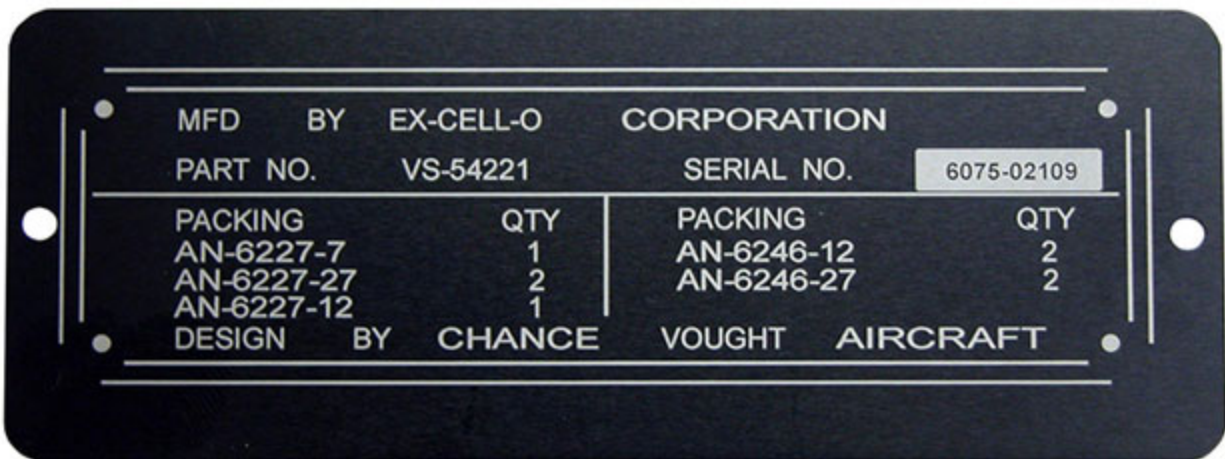 MFD BY EX-CELL-O CORPORATION
PART NO. VS-54221 SERIAL NO. 6075-02109
PACKING QTY PACKING QTY
AN-6227-7 1 AN-6246-12 2
AN-6227-27 2 AN-6246-27 2
AN-6227-12 1
DESIGN BY CHANCE VOUGHT AIRCRAFT